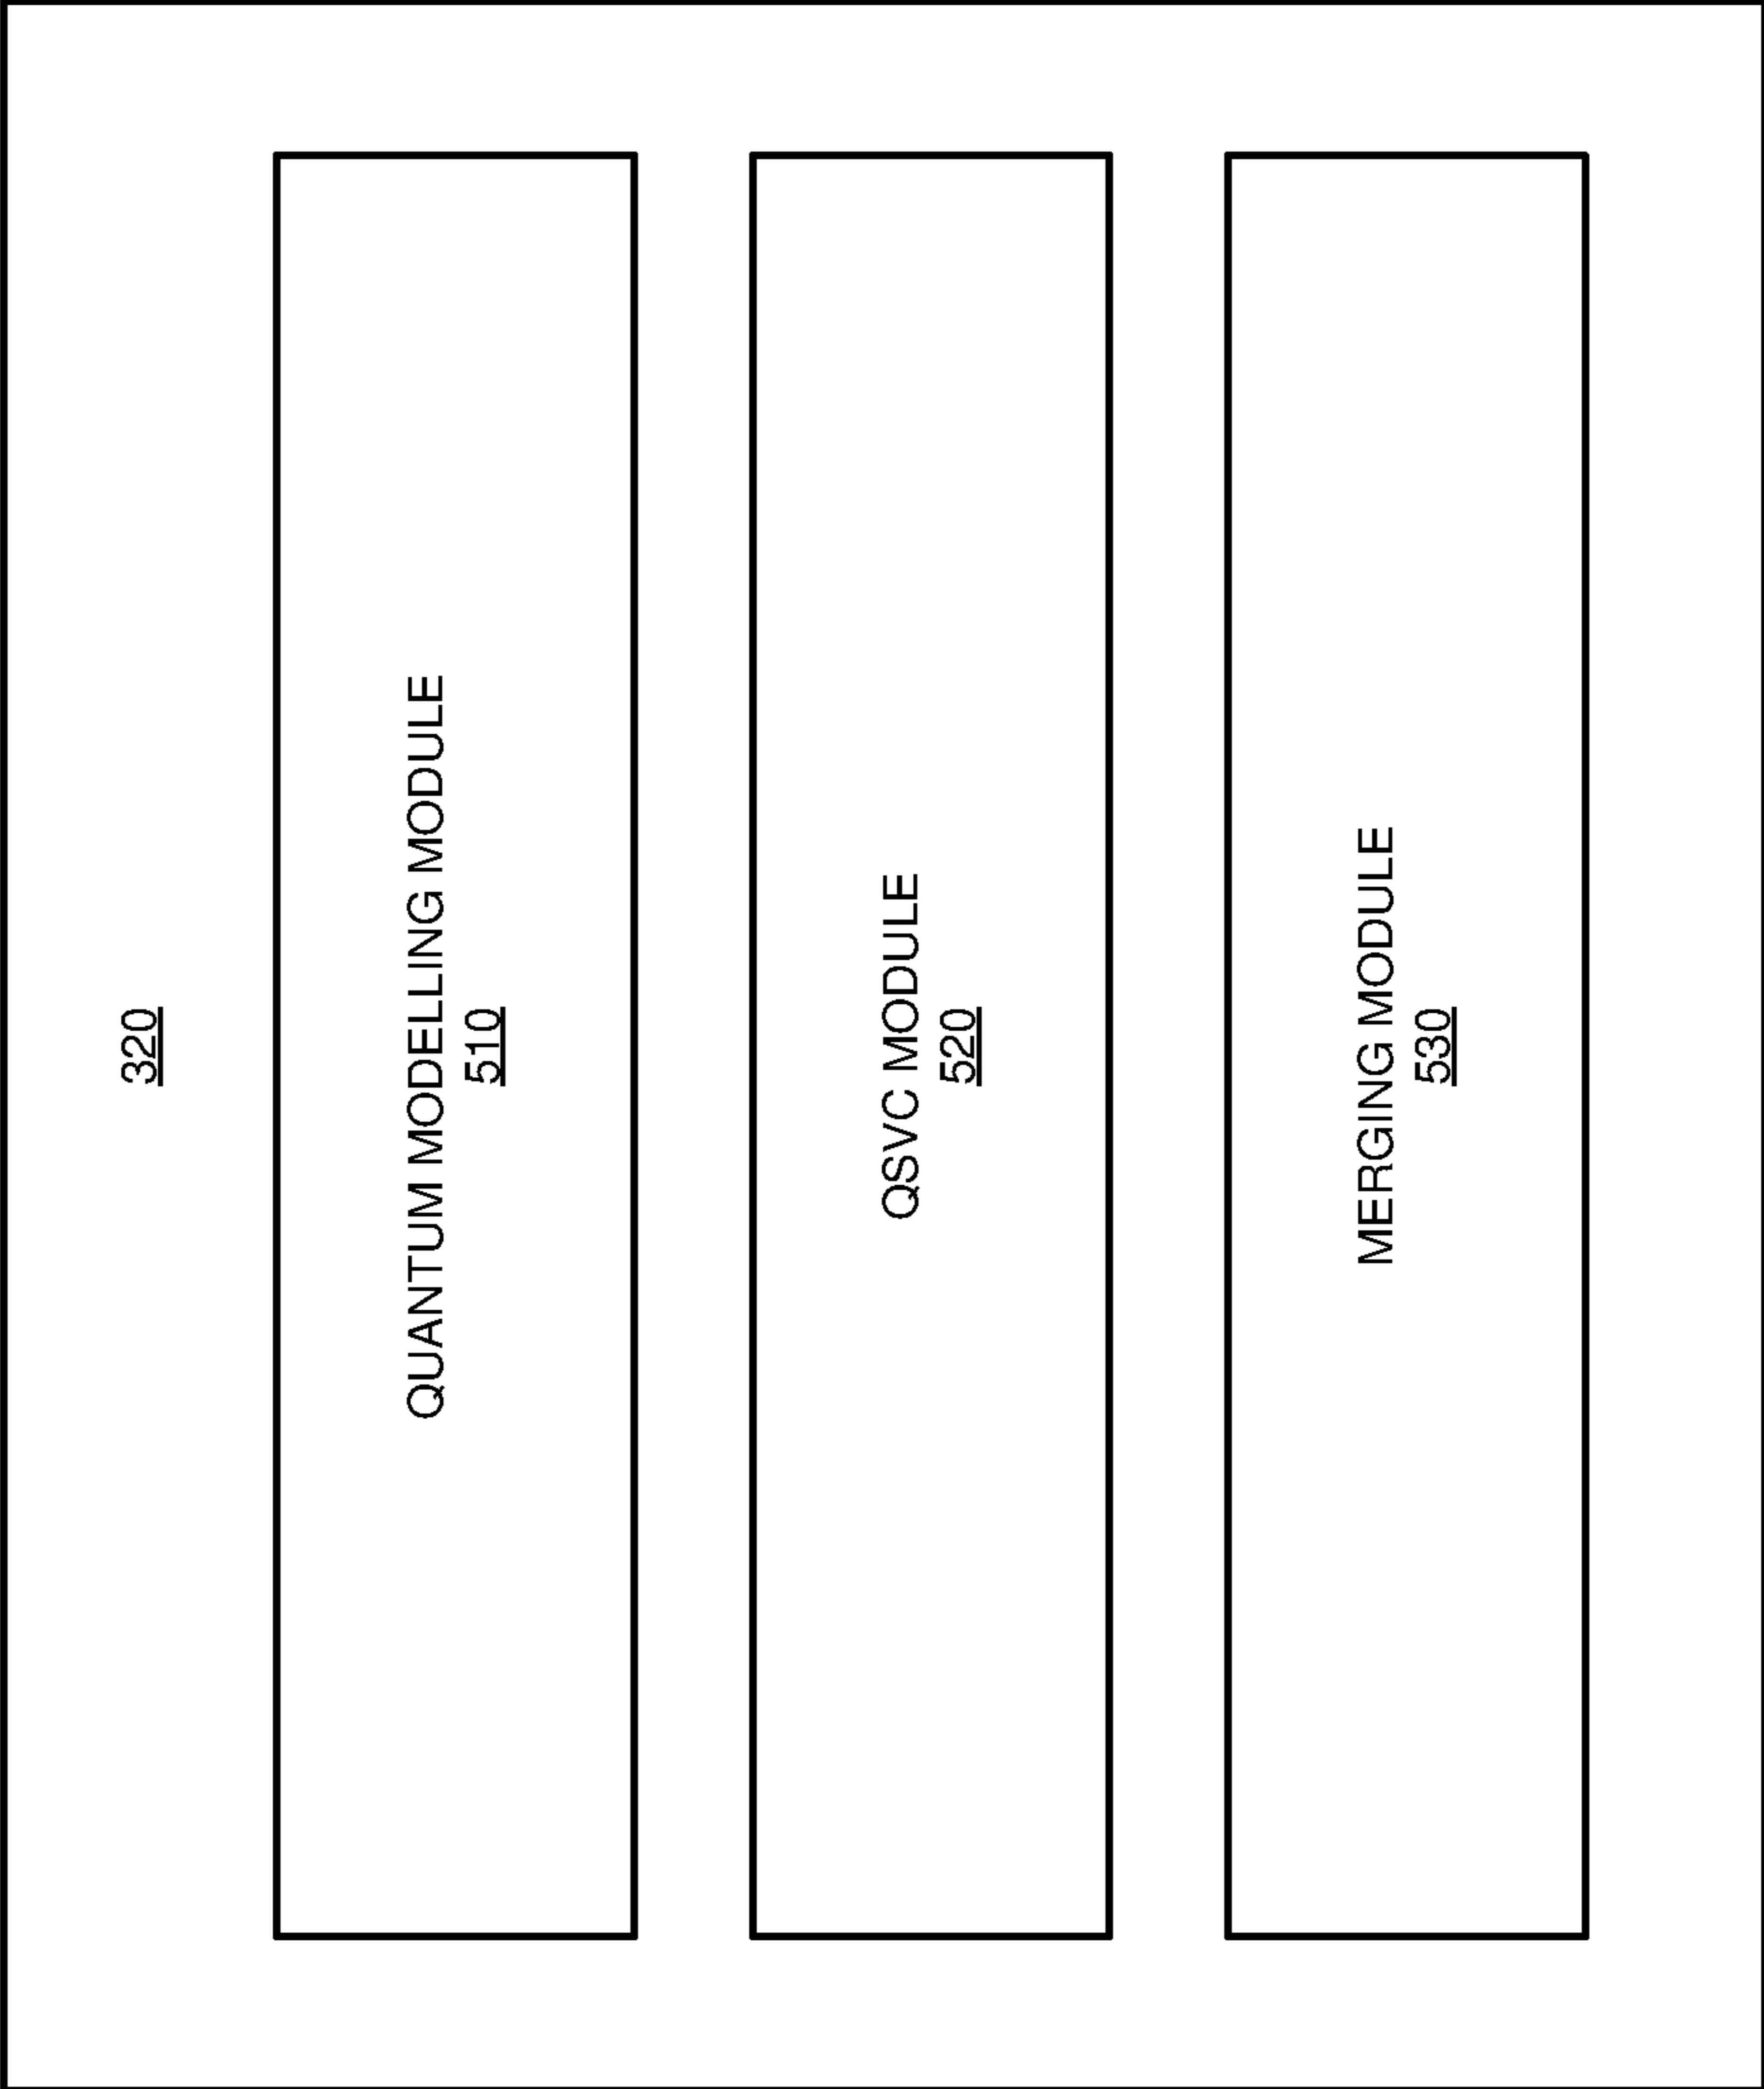 320
QUANTUM MODELLING MODULE
510
QSVC MODULE
520
MERGING MODULE
530